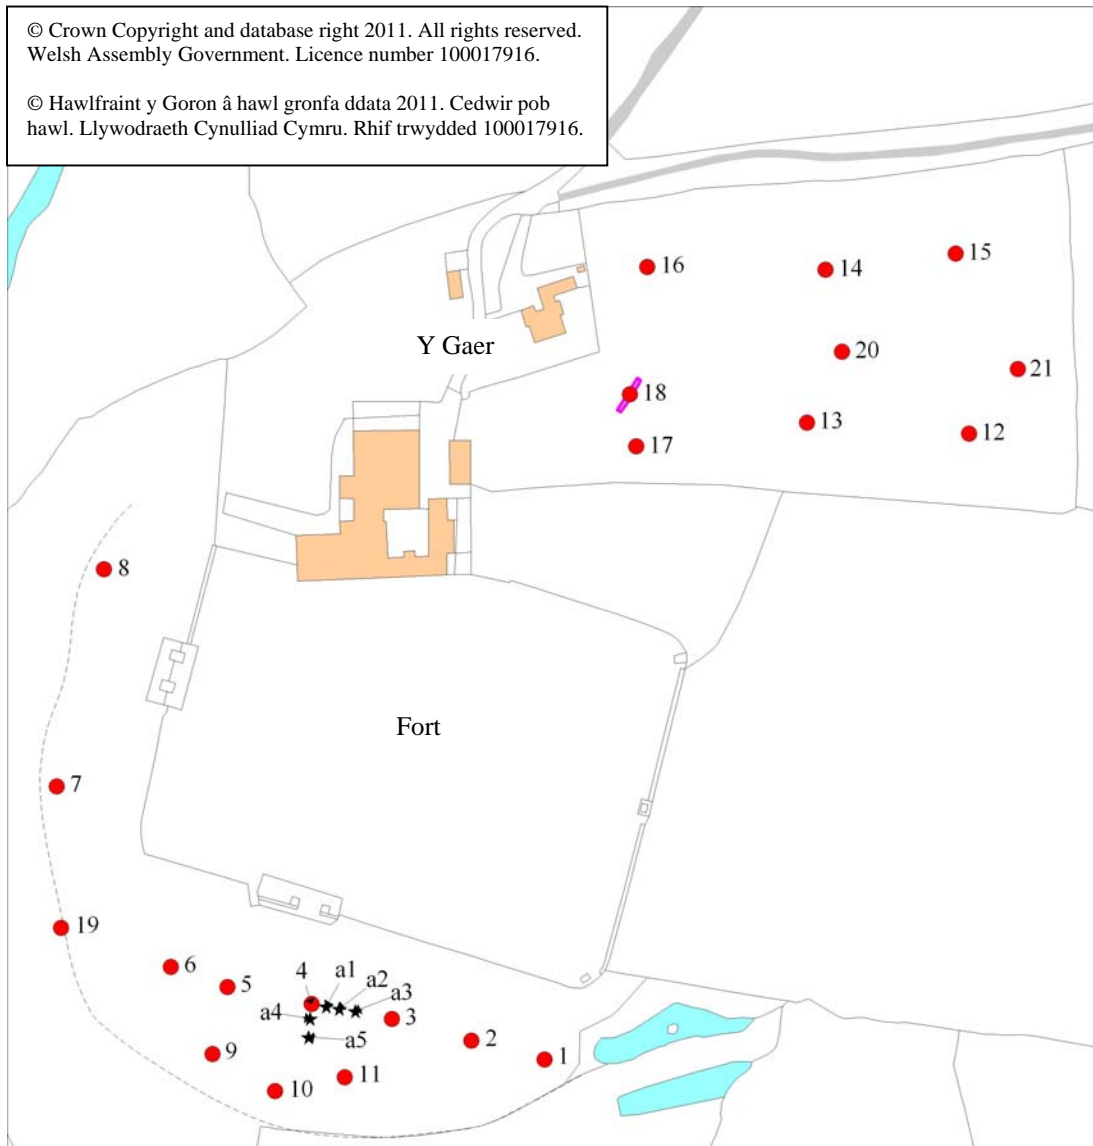 © Crown Copyright and database right 2011. All rights reserved.
Welsh Assembly Government. Licence number 100017916.
© Hawlfraint y Goron â hawl gronfa ddata 2011. Cedwir pob
hawl. Llywodraeth Cynulliad Cymru. Rhif trwydded 100017916.
16
14
15
Y Gaer
20
21
18
13
12
17
8
Fort
7
19
6
5
4
a1
a2
a3
a4
3
a5
2
1
9
10
11